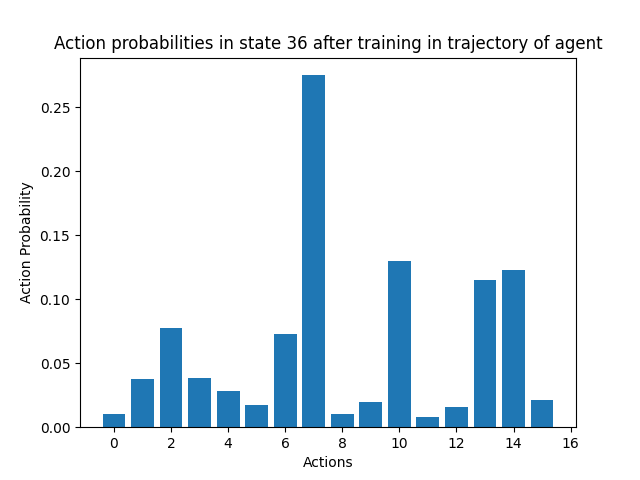 Action probabilities in state 36 after training in trajectory of agent
0.25
0.20
0.15
0.10
0.05
0.00
Action Probability
0 2 4 6 8 10 12 14 16
Actions